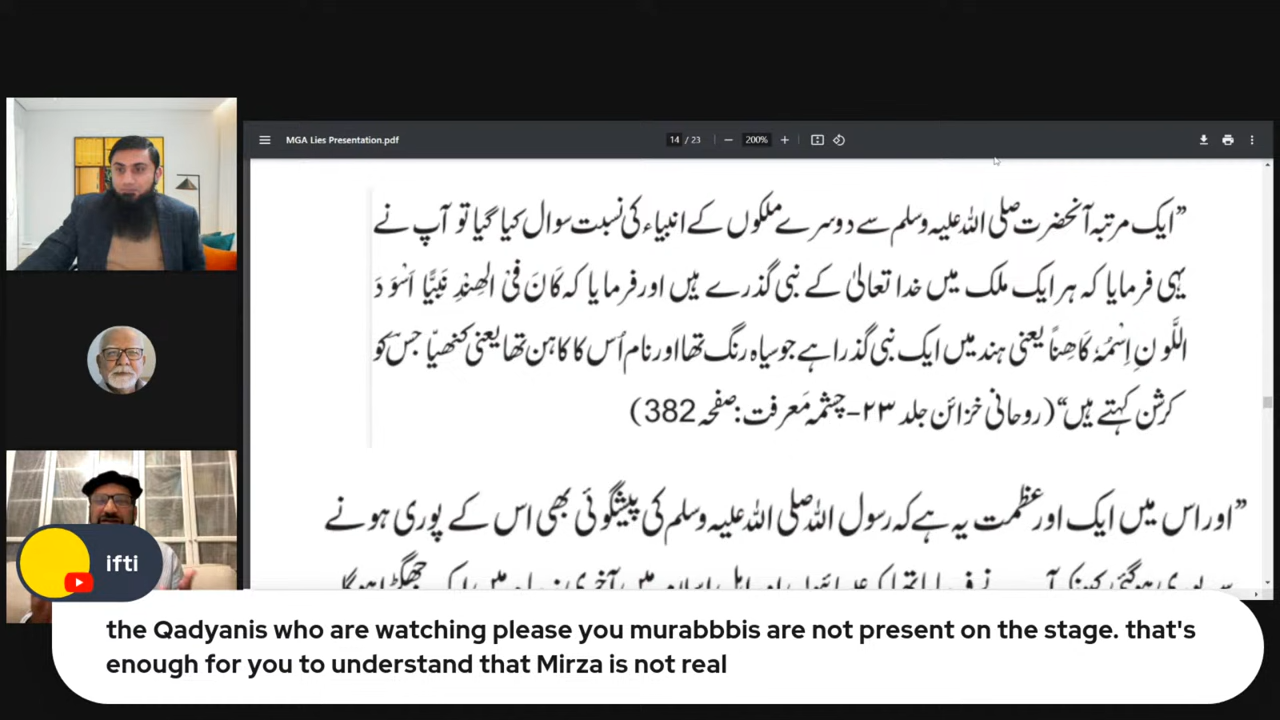 MGA Lies Presentation.pdf
14 / 23
200%
”ایک مرتبہ آنحضرت صلی اللہ علیہ وسلم سے دوسرے ملکوں کے انبیاء کی نسبت سوال کیا گیا تو آپ نے
یہی فرمایا کہ ہر ایک ملک میں خدا تعالیٰ کے نبی گذرے ہیں اور فرمایا کہ كَانَ فِی الْهِنْدِ نَبِيًّا اَسْوَدَ
اللَّوْنِ اِسْمُهٗ كَاهِنًا یعنی ہند میں ایک نبی گذرا ہے جو سیاہ رنگ تھا اور نام اُس کا کاہن تھا یعنی کنھیّا جس کو
کرشن کہتے ہیں“ (روحانی خزائن جلد ۲۳-چشمہ مَعرفت: صفحہ 382)
”اور اس میں ایک اور عظمت یہ ہے کہ رسول اللہ صلی اللہ علیہ وسلم کی پیشگوئی بھی اس کے پوری ہونے
ifti
the Qadyanis who are watching please you murabbbis are not present on the stage. that's
enough for you to understand that Mirza is not real